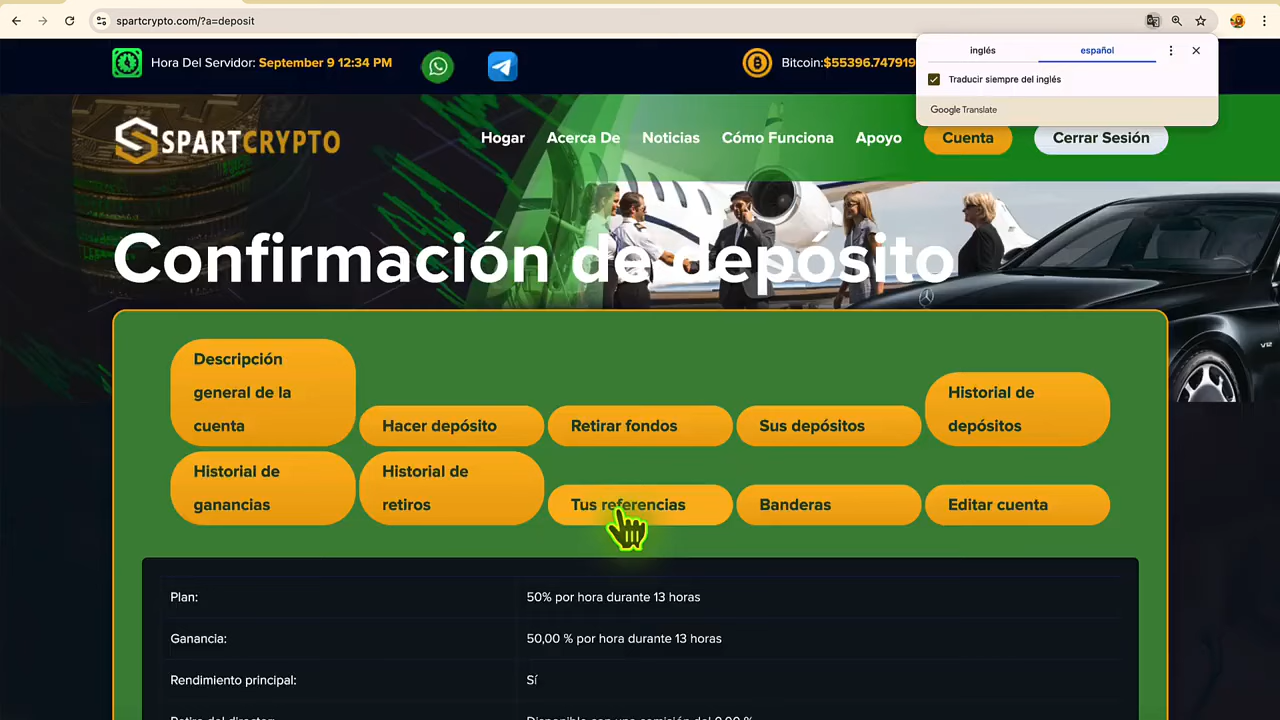 spartcrypto.com/?a=deposit
Hora Del Servidor: September 9 12:34 PM
Bitcoin:$55396.747919
inglés español
Traducir siempre del inglés
Google Translate
SPARTCRYPTO
Hogar Acerca De Noticias Cómo Funciona Apoyo Cuenta Cerrar Sesión
Confirmación de depósito
Descripción
general de la
cuenta
Hacer depósito
Retirar fondos
Sus depósitos
Historial de
depósitos
Historial de
ganancias
Historial de
retiros
Tus referencias
Banderas
Editar cuenta
Plan: 50% por hora durante 13 horas
Ganancia: 50,00 % por hora durante 13 horas
Rendimiento principal: Sí